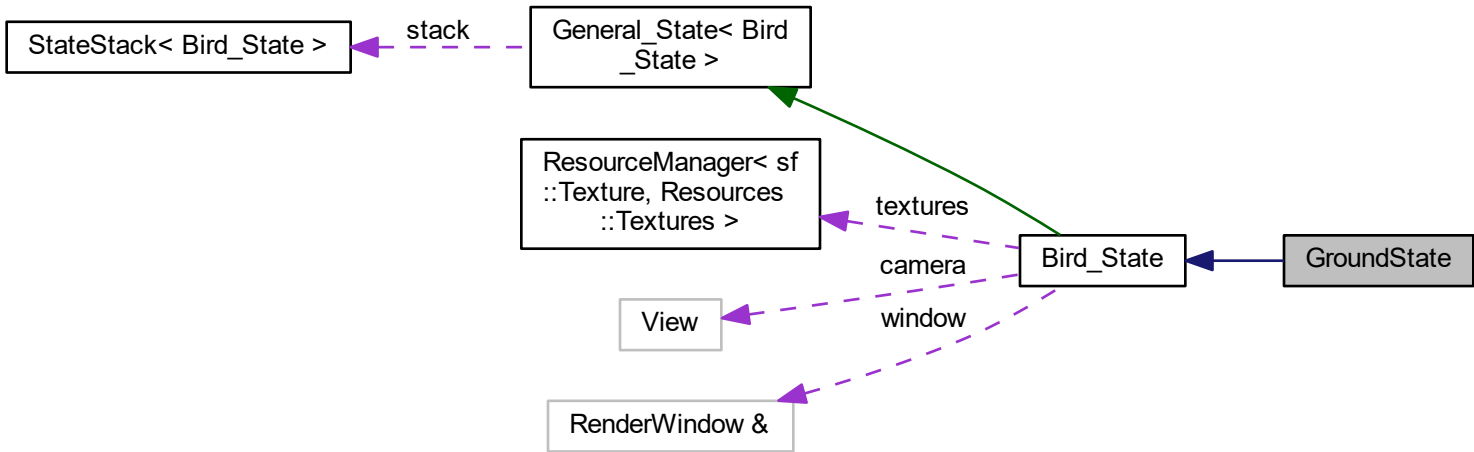 StateStack< Bird_State >
stack
General_State< Bird
_State >
ResourceManager< sf
::Texture, Resources
::Textures >
textures
camera
window
View
RenderWindow &
Bird_State
GroundState